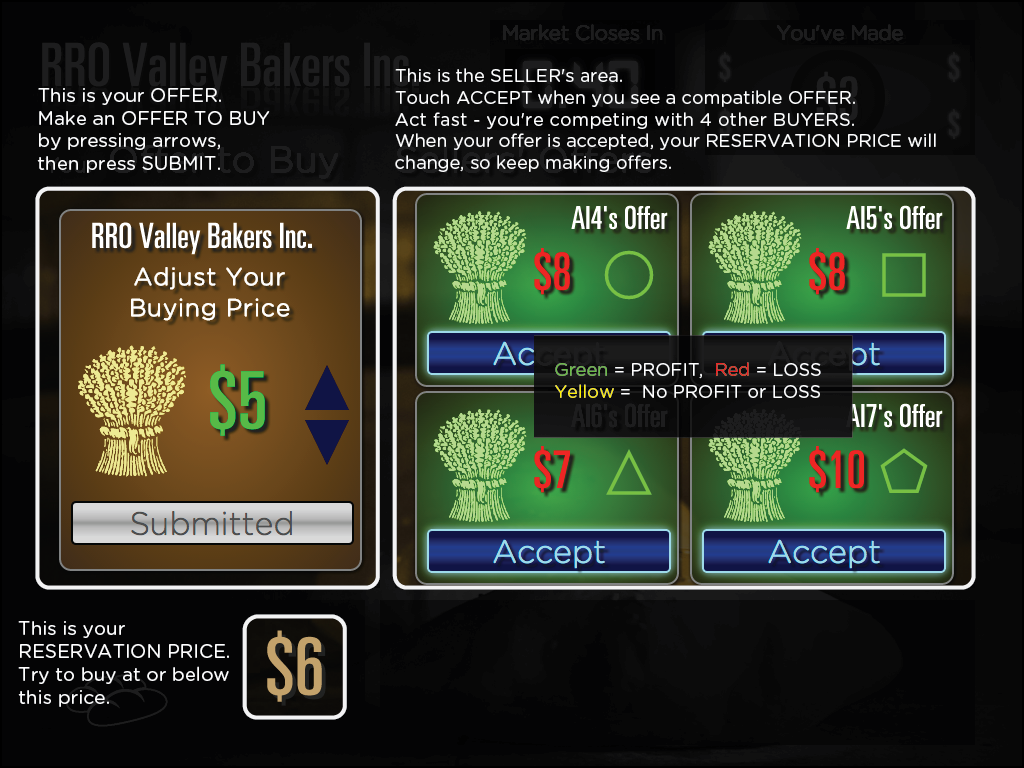 Market Closes In
You've Made
RRO Valley Bakers Inc.
This is your OFFER.
Make an OFFER TO BUY
by pressing arrows,
then press SUBMIT.
This is the SELLER's area.
Touch ACCEPT when you see a compatible OFFER.
Act fast - you're competing with 4 other BUYERS.
When your offer is accepted, your RESERVATION PRICE will
change, so keep making offers.
to Buy
RRO Valley Bakers Inc.
Adjust Your
Buying Price
$5
Submitted
AI4's Offer
$8
Accept
AI5's Offer
$8
Accept
Green = PROFIT, Red = LOSS
Yellow = No PROFIT or LOSS
AI6's Offer
$7
Accept
AI7's Offer
$10
Accept
This is your
RESERVATION PRICE.
Try to buy at or below
this price.
$6